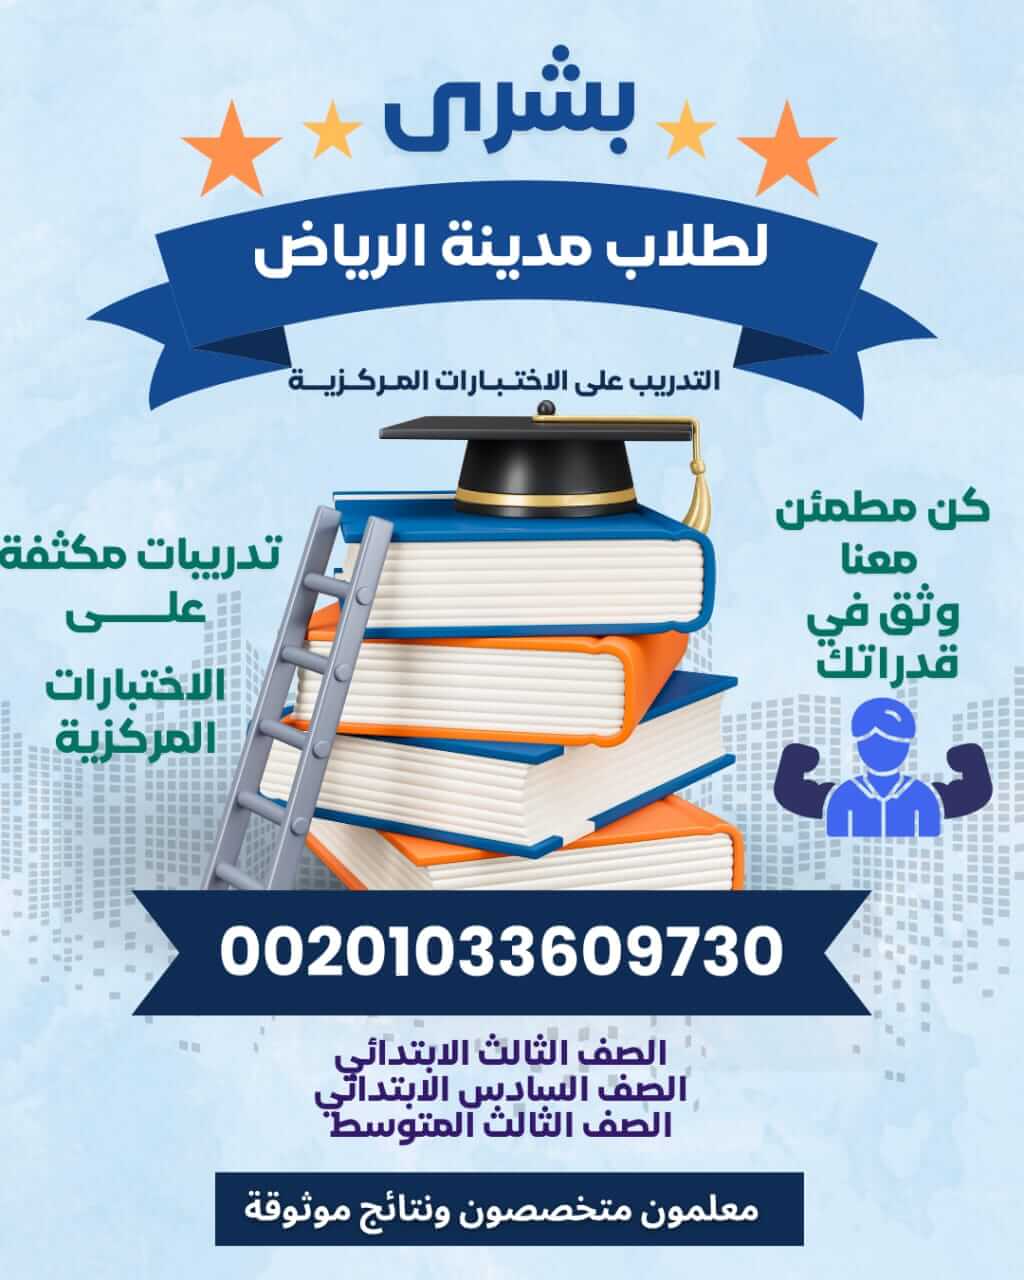 بشرى
لطلاب مدينة الرياض
التدريب على الاختبارات المركزية
كن مطمئن
معنا
وثق في
قدراتك
تدريبات مكثفة
على
الاختبارات
المركزية
00201033609730
الصف الثالث الابتدائي
الصف السادس الابتدائي
الصف الثالث المتوسط
معلمون متخصصون ونتائج موثوقة